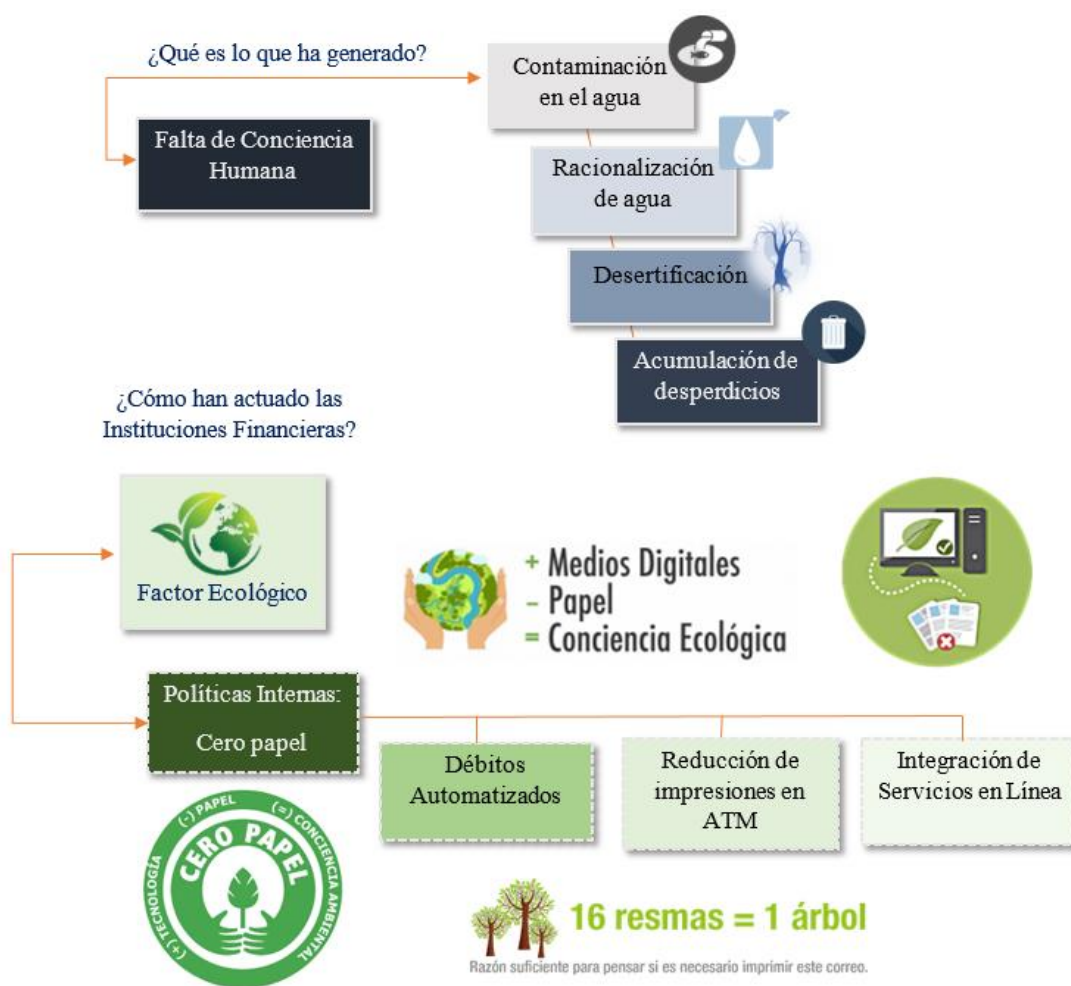 ¿Qué es lo que ha generado?
Contaminación
en el agua
Falta de Conciencia
Humana
Racionalización
de agua
Desertificación
Acumulación de
desperdicios
¿Cómo han actuado las
Instituciones Financieras?
Factor Ecológico
+ Medios Digitales
- Papel
= Conciencia Ecológica
Políticas Internas:
Cero papel
Débitos
Automatizados
Reducción de
impresiones en
ATM
Integración de
Servicios en Línea
(+) TECNOLOGÍA
(-) PAPEL
(=) CONCIENCIA AMBIENTAL
CERO PAPEL
16 resmas = 1 árbol
Razón suficiente para pensar si es necesario imprimir este correo.